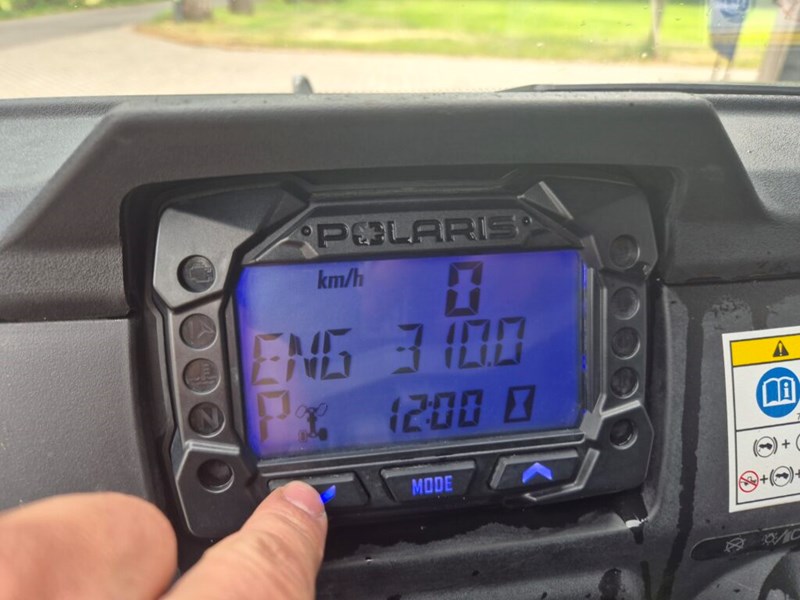 POLARIS
km/h 0
ENG 310.0
P 12:00
MODE